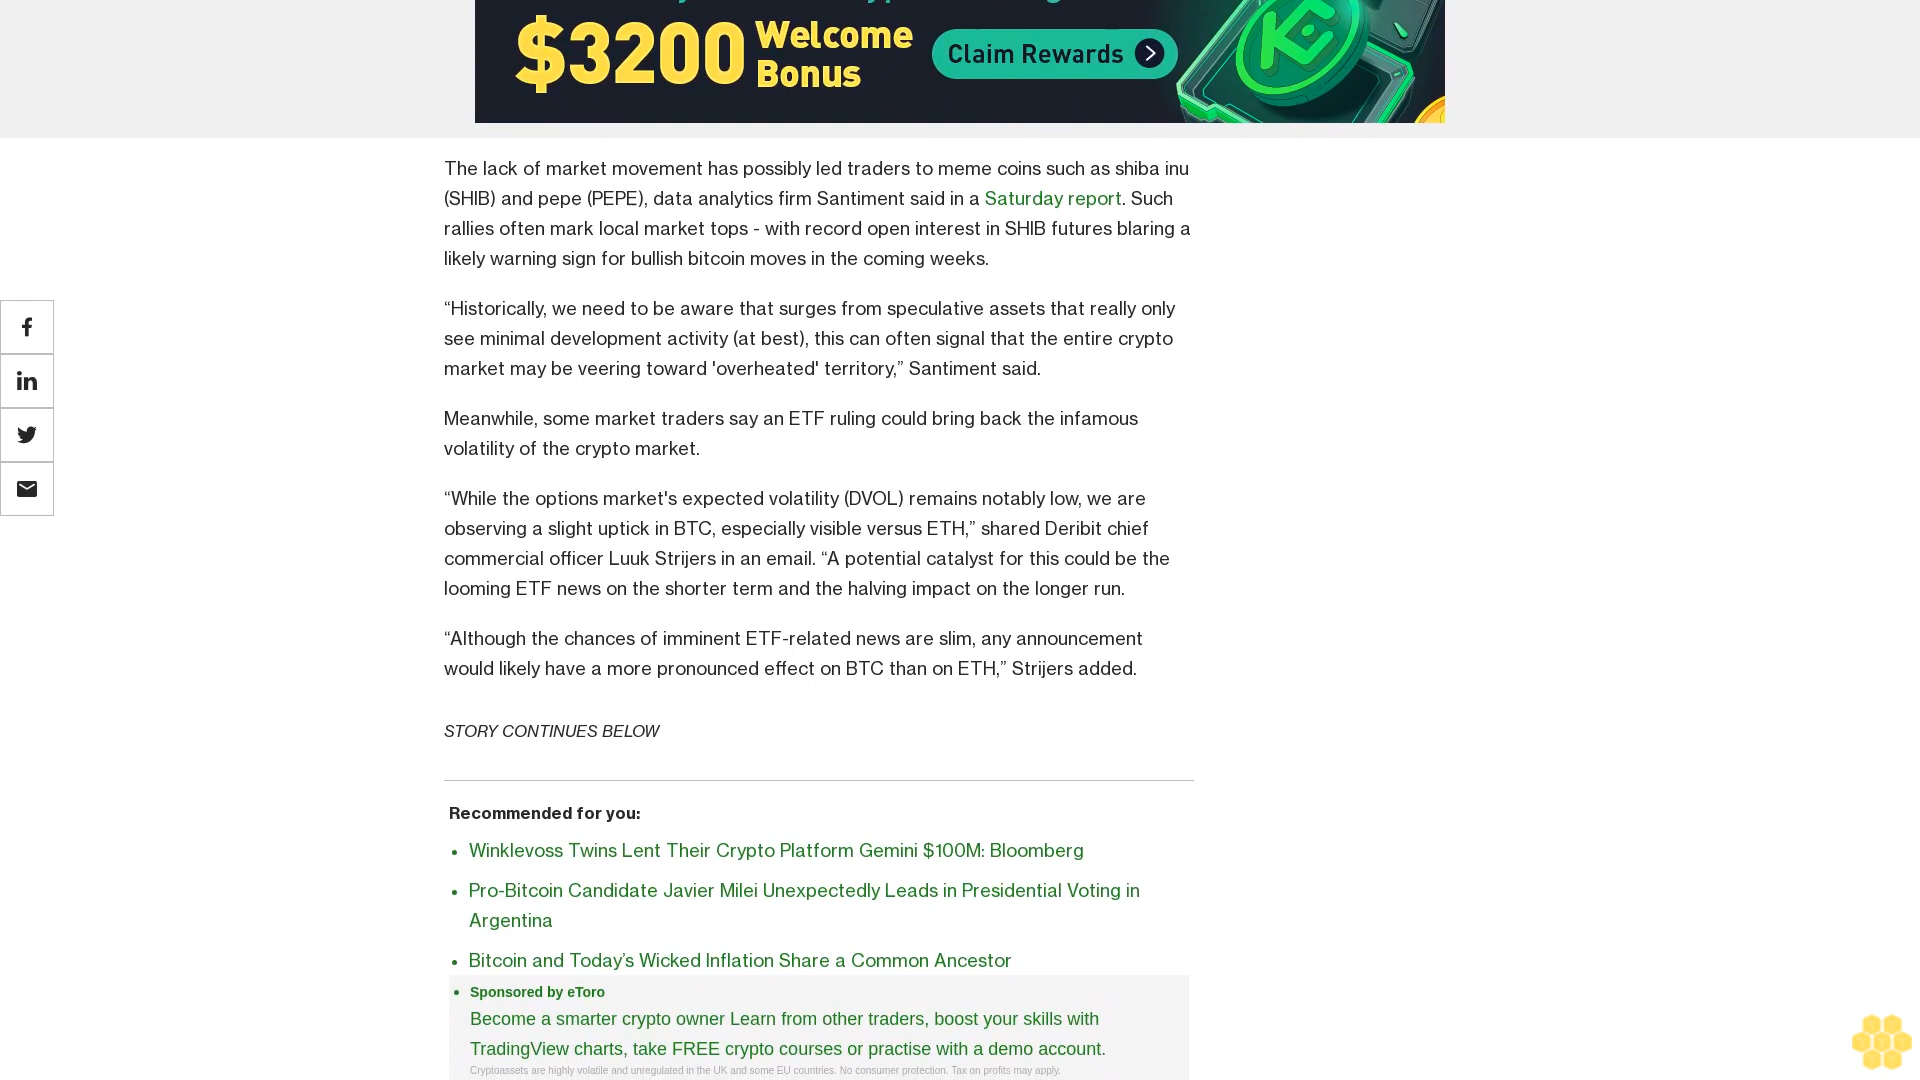 $3200 Welcome
Bonus
Claim Rewards
The lack of market movement has possibly led traders to meme coins such as shiba inu
(SHIB) and pepe (PEPE), data analytics firm Santiment said in a Saturday report. Such
rallies often mark local market tops - with record open interest in SHIB futures blaring a
likely warning sign for bullish bitcoin moves in the coming weeks.
“Historically, we need to be aware that surges from speculative assets that really only
see minimal development activity (at best), this can often signal that the entire crypto
market may be veering toward 'overheated' territory,” Santiment said.
Meanwhile, some market traders say an ETF ruling could bring back the infamous
volatility of the crypto market.
“While the options market's expected volatility (DVOL) remains notably low, we are
observing a slight uptick in BTC, especially visible versus ETH,” shared Deribit chief
commercial officer Luuk Strijers in an email. “A potential catalyst for this could be the
looming ETF news on the shorter term and the halving impact on the longer run.
“Although the chances of imminent ETF-related news are slim, any announcement
would likely have a more pronounced effect on BTC than on ETH,” Strijers added.
STORY CONTINUES BELOW
Recommended for you:
• Winklevoss Twins Lent Their Crypto Platform Gemini $100M: Bloomberg
• Pro-Bitcoin Candidate Javier Milei Unexpectedly Leads in Presidential Voting in
Argentina
• Bitcoin and Today’s Wicked Inflation Share a Common Ancestor
• Sponsored by eToro
Become a smarter crypto owner Learn from other traders, boost your skills with
TradingView charts, take FREE crypto courses or practise with a demo account.
Cryptoassets are highly volatile and unregulated in the UK and some EU countries. No consumer protection. Tax on profits may apply.